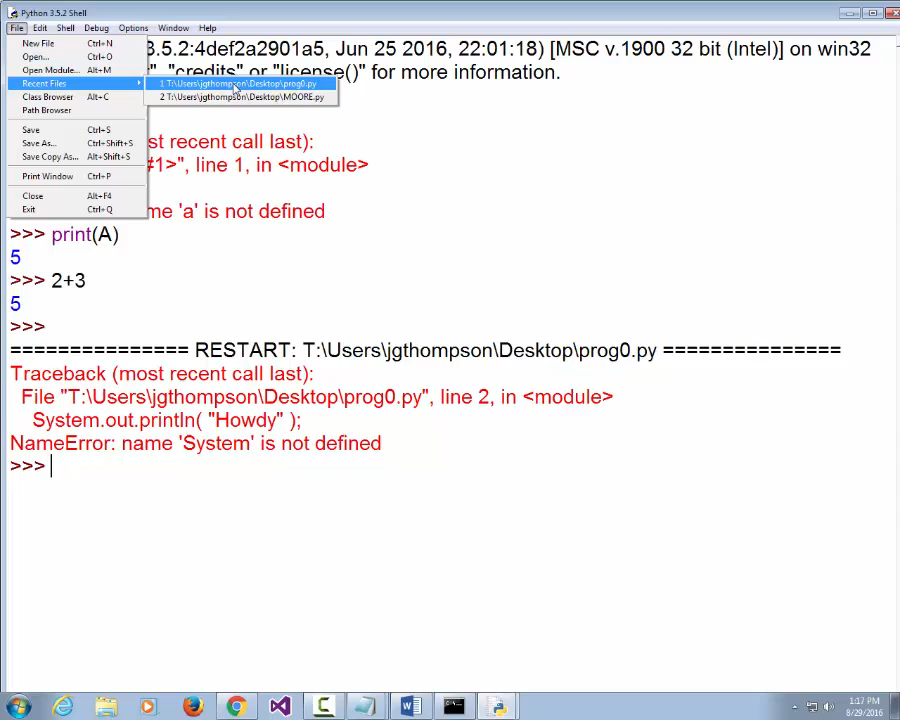 Python 3.5.2 Shell
File Edit Shell Debug Options Window Help
3.5.2:4def2a2901a5, Jun 25 2016, 22:01:18) [MSC v.1900 32 bit (Intel)] on win32
", "credits" or "license()" for more information.
New File Ctrl+N
Open... Ctrl+O
Open Module... Alt+M
Recent Files
1 T:\Users\jgthompson\Desktop\prog0.py
2 T:\Users\jgthompson\Desktop\MOORE.py
Class Browser Alt+C
Path Browser
Save Ctrl+S
Save As... Ctrl+Shift+S
Save Copy As... Alt+Shift+S
Print Window Ctrl+P
Close Alt+F4
Exit Ctrl+Q
st recent call last):
#1>", line 1, in <module>
me 'a' is not defined
>>> print(A)
5
>>> 2+3
5
>>>
=============== RESTART: T:\Users\jgthompson\Desktop\prog0.py ===============
Traceback (most recent call last):
File "T:\Users\jgthompson\Desktop\prog0.py", line 2, in <module>
System.out.println( "Howdy" );
NameError: name 'System' is not defined
>>>
1:17 PM
8/29/2016